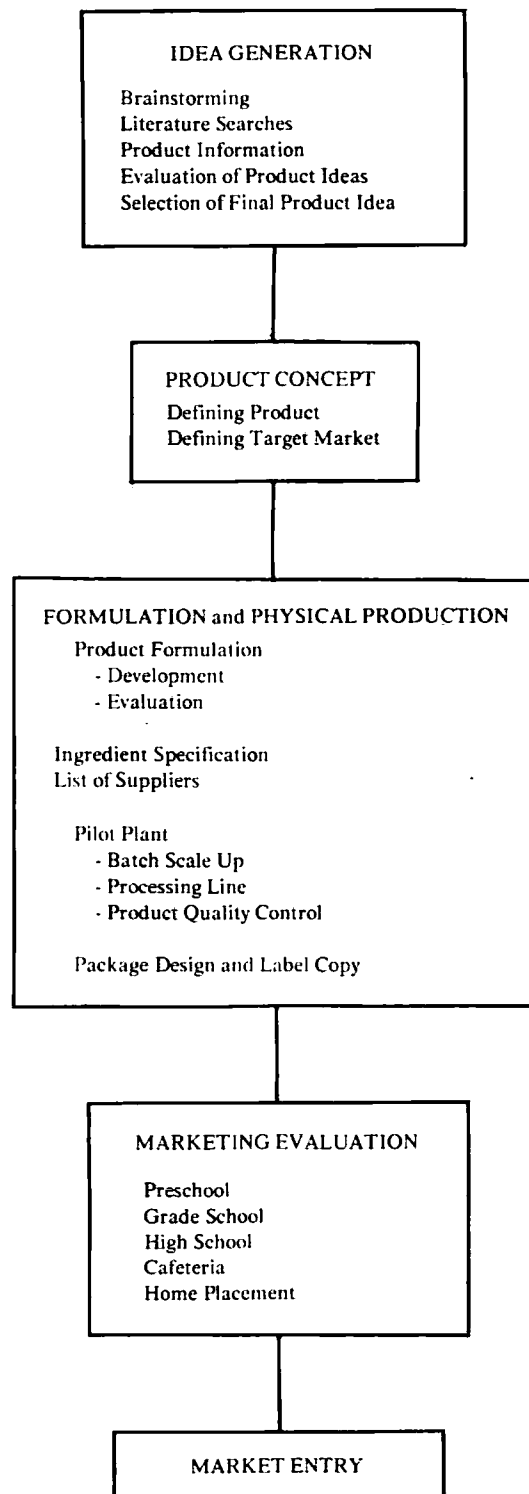 IDEA GENERATION
Brainstorming
Literature Searches
Product Information
Evaluation of Product Ideas
Selection of Final Product Idea
PRODUCT CONCEPT
Defining Product
Defining Target Market
FORMULATION and PHYSICAL PRODUCTION
Product Formulation
- Development
- Evaluation
Ingredient Specification
List of Suppliers
Pilot Plant
- Batch Scale Up
- Processing Line
- Product Quality Control
Package Design and Label Copy
MARKETING EVALUATION
Preschool
Grade School
High School
Cafeteria
Home Placement
MARKET ENTRY